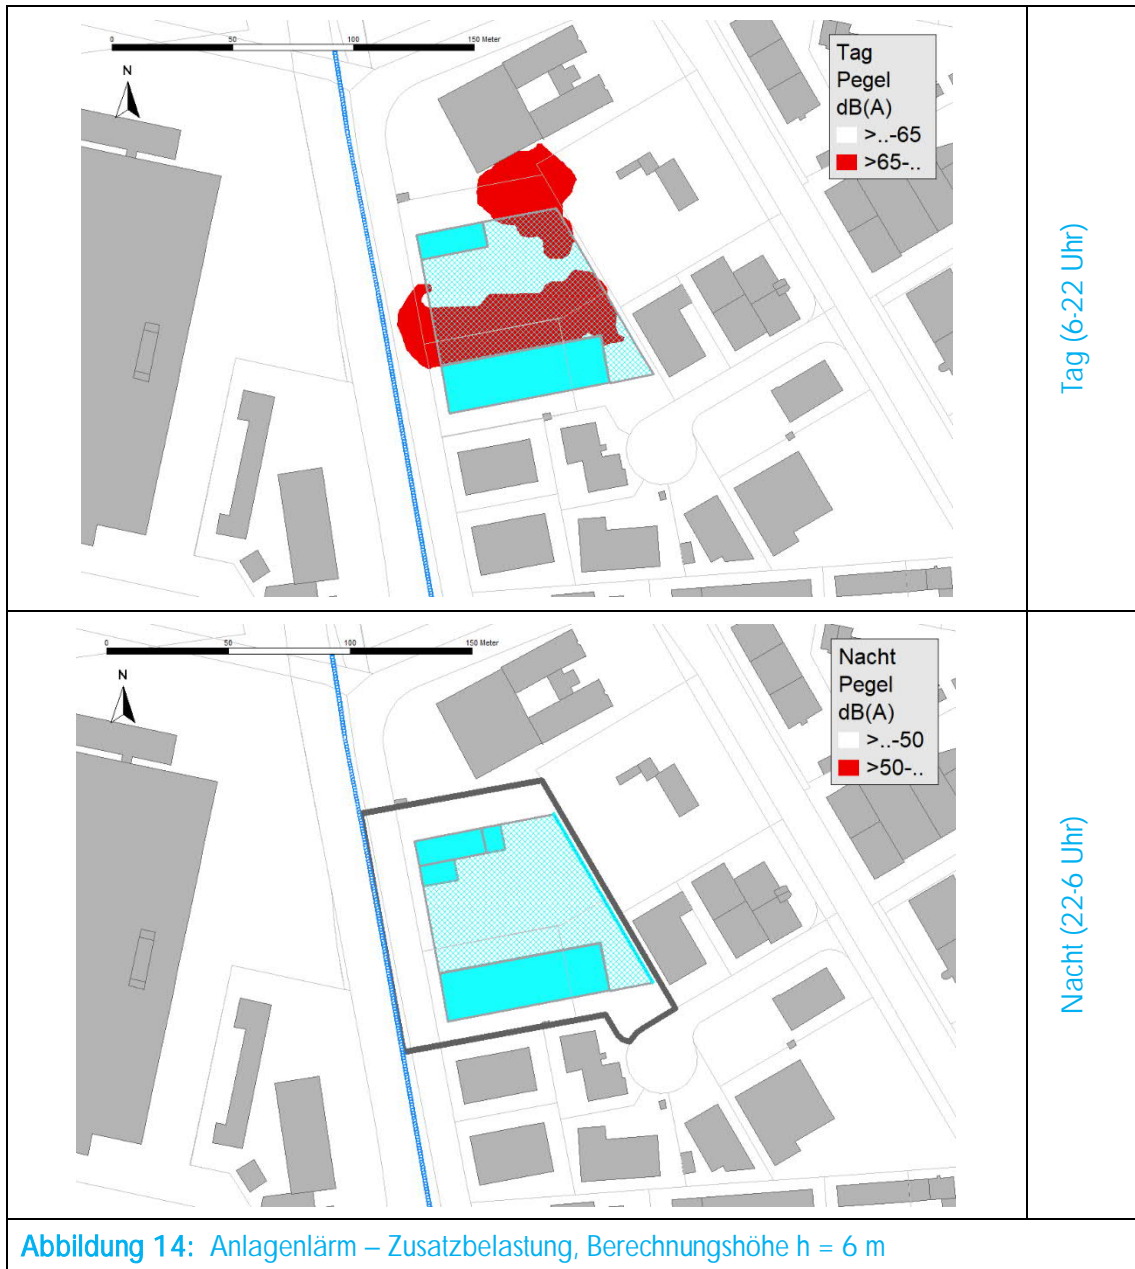 0 50 100 150 Meter
N
Tag
Pegel
dB(A)
>..-65
>65-..
Tag (6-22 Uhr)
0 50 100 150 Meter
N
Nacht
Pegel
dB(A)
>..-50
>50-..
Nacht (22-6 Uhr)
Abbildung 14: Anlagenlärm – Zusatzbelastung, Berechnungshöhe h = 6 m